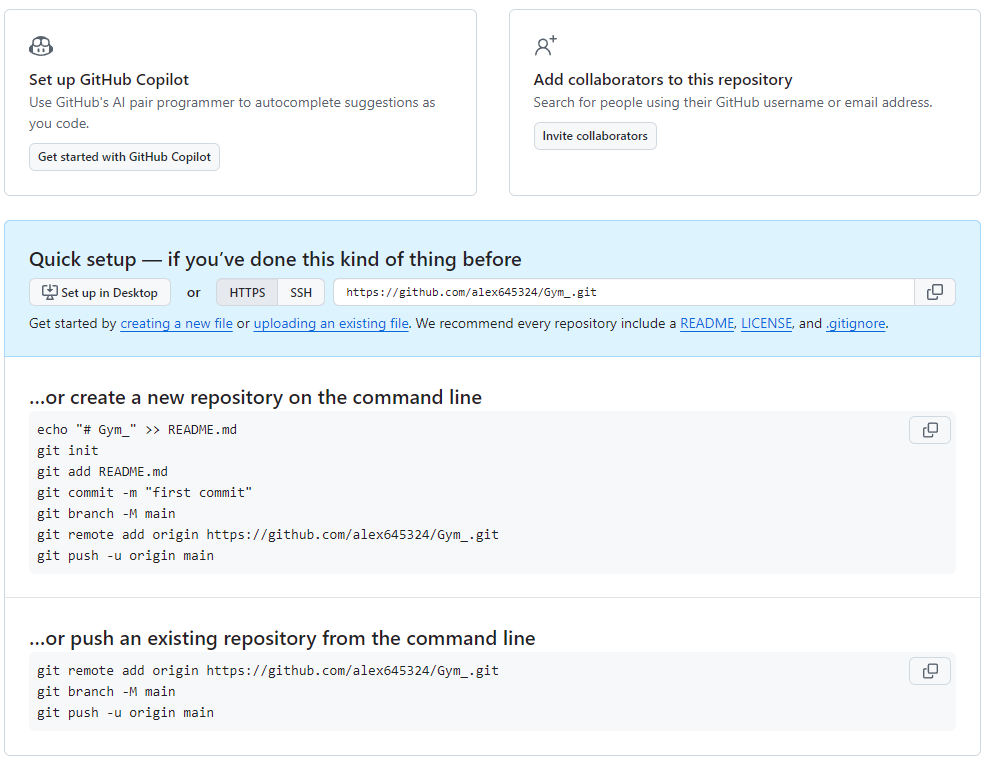 Set up GitHub Copilot
Use GitHub's AI pair programmer to autocomplete suggestions as
you code.
Get started with GitHub Copilot
Add collaborators to this repository
Search for people using their GitHub username or email address.
Invite collaborators
Quick setup — if you’ve done this kind of thing before
Set up in Desktop or HTTPS SSH https://github.com/alex645324/Gym_.git
Get started by creating a new file or uploading an existing file. We recommend every repository include a README, LICENSE, and .gitignore.
…or create a new repository on the command line
echo "# Gym_" >> README.md
git init
git add README.md
git commit -m "first commit"
git branch -M main
git remote add origin https://github.com/alex645324/Gym_.git
git push -u origin main
…or push an existing repository from the command line
git remote add origin https://github.com/alex645324/Gym_.git
git branch -M main
git push -u origin main